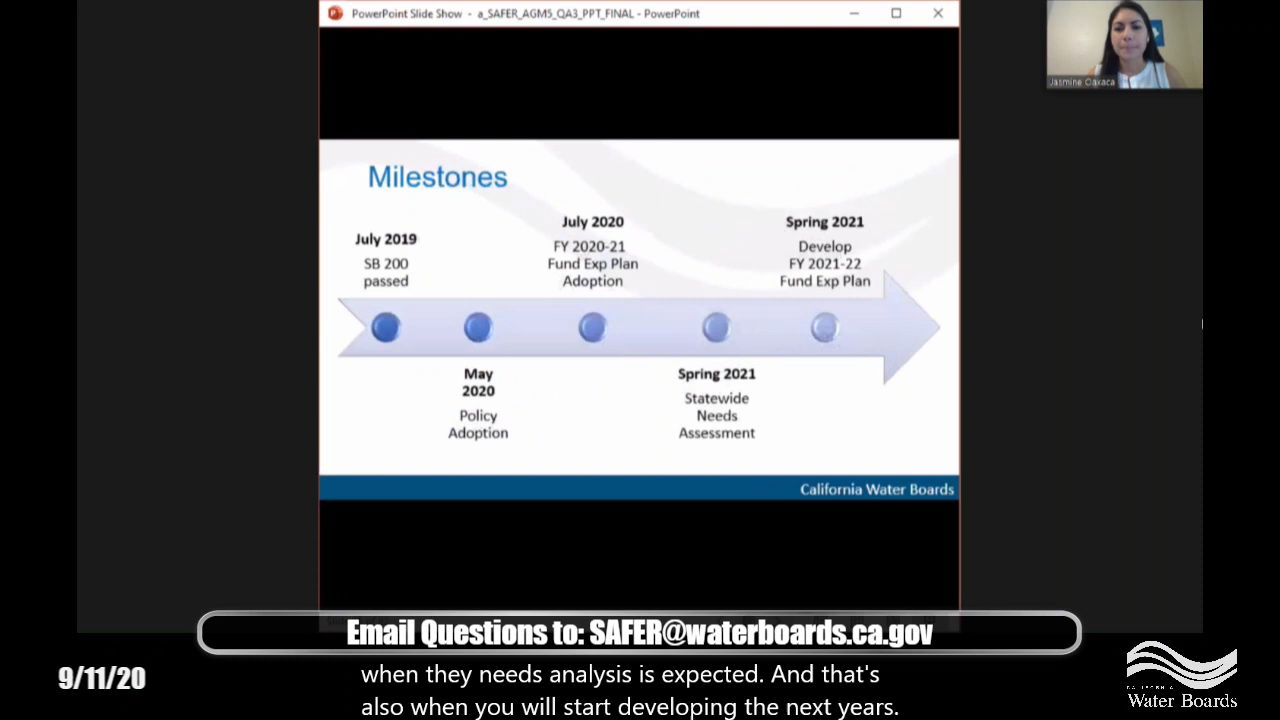 PowerPoint Slide Show - a_SAFER_AGM5_QA3_PPT_FINAL - PowerPoint
Jasmine Oaxaca
Milestones
July 2019
SB 200
passed
May
2020
Policy
Adoption
July 2020
FY 2020-21
Fund Exp Plan
Adoption
Spring 2021
Statewide
Needs
Assessment
Spring 2021
Develop
FY 2021-22
Fund Exp Plan
California Water Boards
Email Questions to: SAFER@waterboards.ca.gov
9/11/20
when they needs analysis is expected. And that's
also when you will start developing the next years.
CALIFORNIA
Water Boards